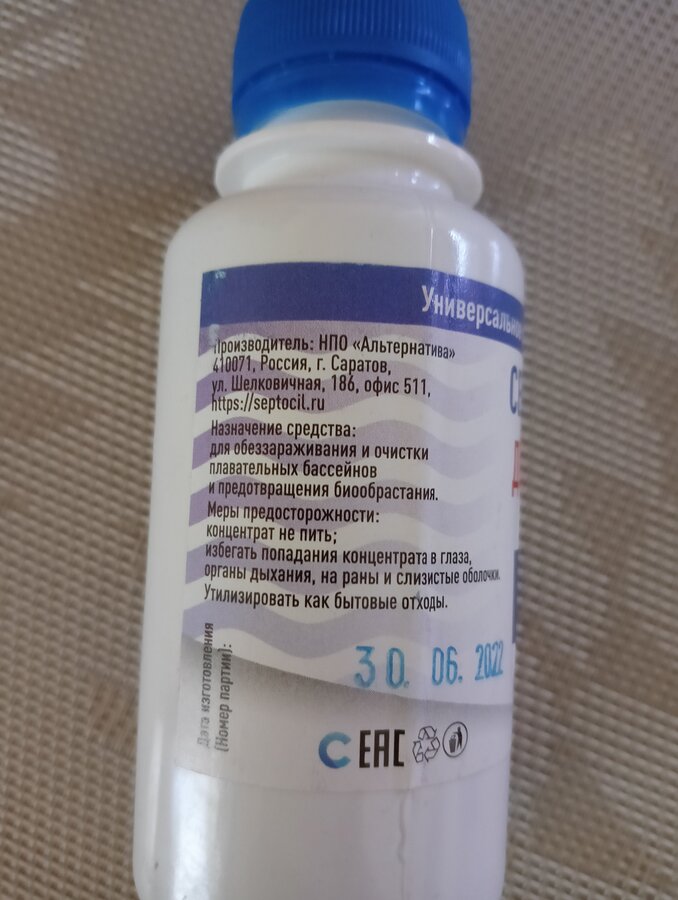 Универсальное
Производитель: НПО «Альтернатива»
410071, Россия, г. Саратов,
ул. Шелковичная, 186, офис 511,
https://septocil.ru
Назначение средства:
для обеззараживания и очистки
плавательных бассейнов
и предотвращения биообрастания.
Меры предосторожности:
концентрат не пить;
избегать попадания концентрата в глаза,
органы дыхания, на раны и слизистые оболочки.
Утилизировать как бытовые отходы.
Дата изготовления
(Номер партии):
30. 06. 2022
EAC